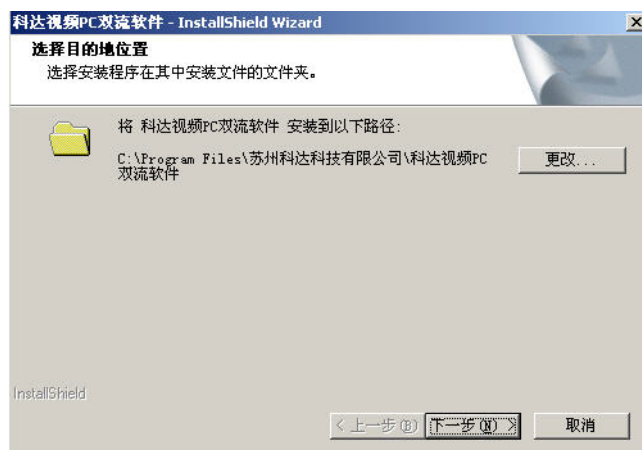 科达视频PC双流软件 - InstallShield Wizard
选择目的地位置
选择安装程序在其中安装文件的文件夹。
将 科达视频PC双流软件 安装到以下路径:
C:\Program Files\苏州科达科技有限公司\科达视频PC
双流软件
更改...
InstallShield
< 上一步(B)
下一步(N) >
取消